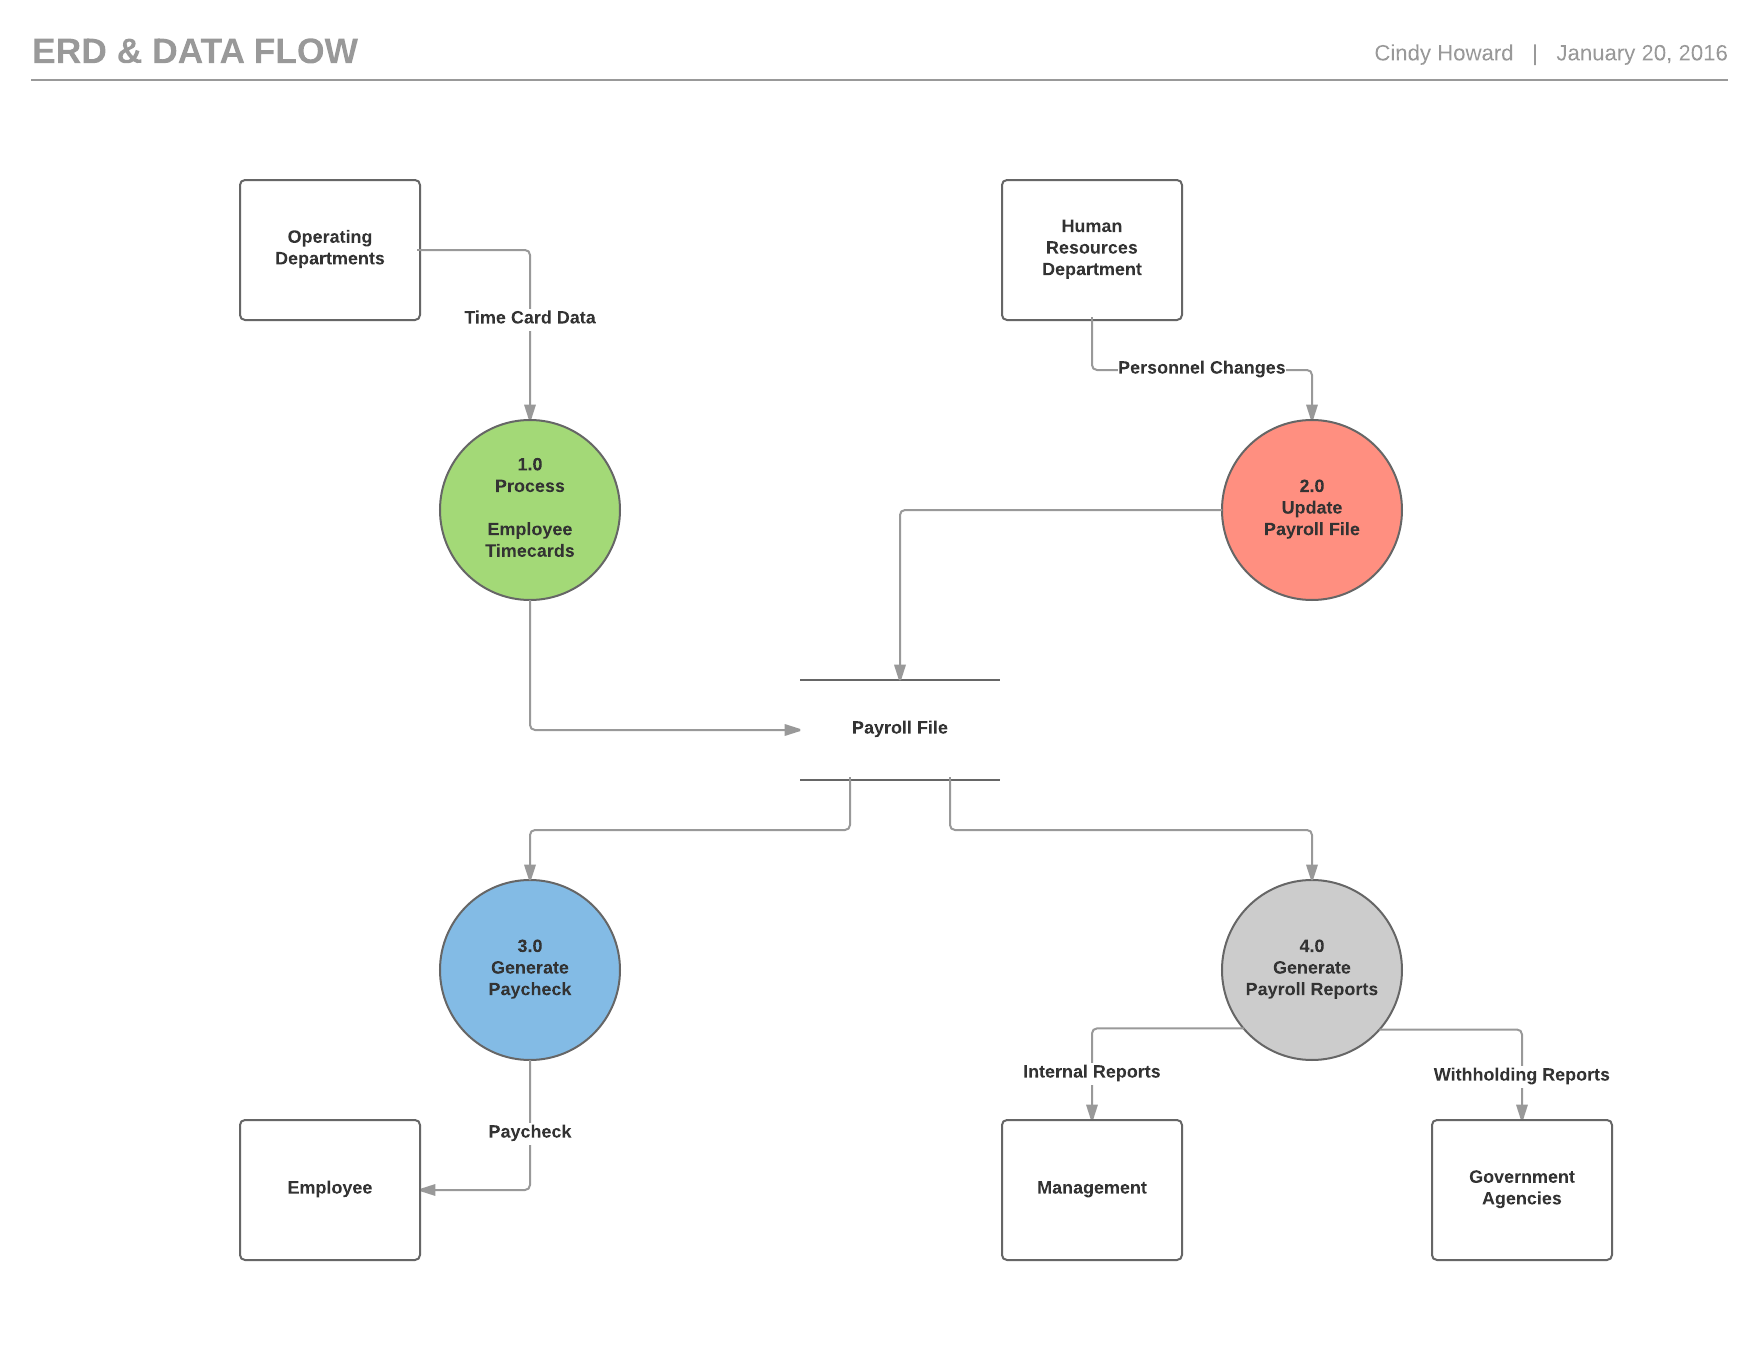 ERD & DATA FLOW
Cindy Howard | January 20, 2016
Operating
Departments
Human
Resources
Department
Time Card Data
Personnel Changes
1.0
Process
Employee
Timecards
2.0
Update
Payroll File
Payroll File
3.0
Generate
Paycheck
4.0
Generate
Payroll Reports
Internal Reports
Withholding Reports
Paycheck
Employee
Management
Government
Agencies